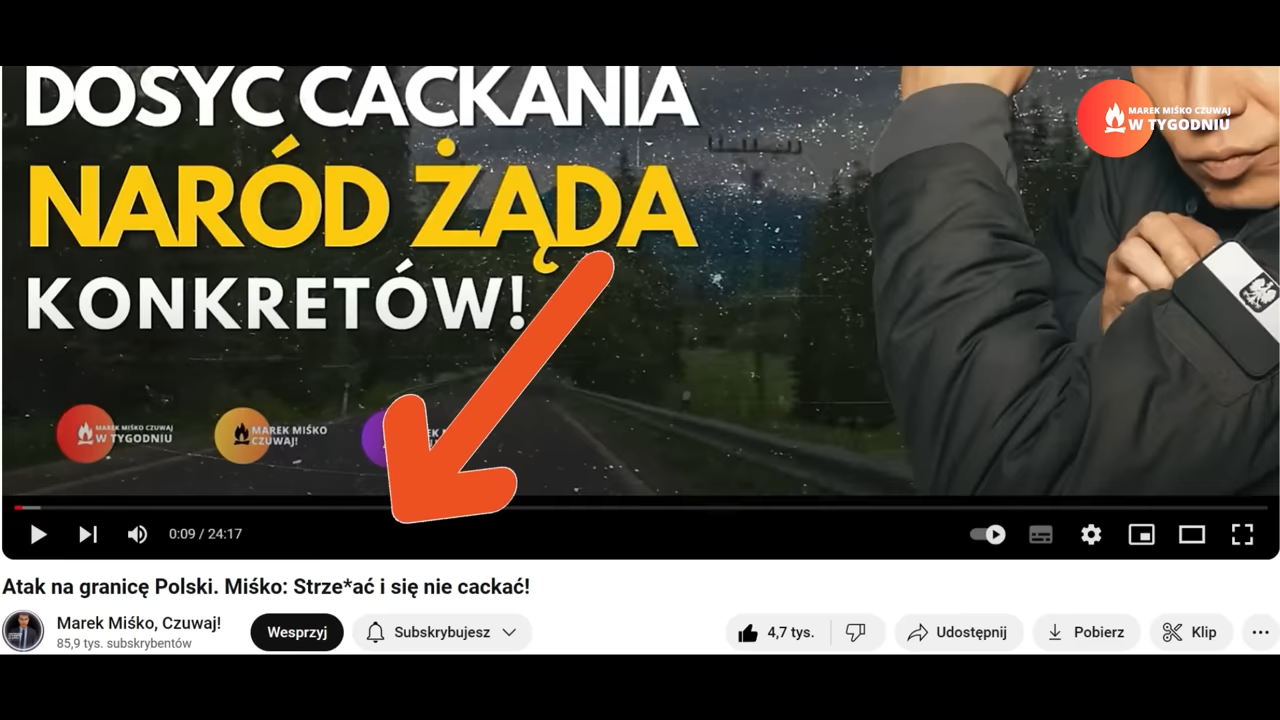 DOSYĆ CACKANIA
NARÓD ŻĄDA
KONKRETÓW!
MAREK MIŚKO CZUWAJ
W TYGODNIU
MAREK MIŚKO CZUWAJ
W TYGODNIU
MAREK MIŚKO
CZUWAJ!
0:09 / 24:17
Atak na granicę Polski. Miśko: Strze*ać i się nie cackać!
Marek Miśko, Czuwaj!
85,9 tys. subskrybentów
Wesprzyj
Subskrybujesz
4,7 tys.
Udostępnij
Pobierz
Klip